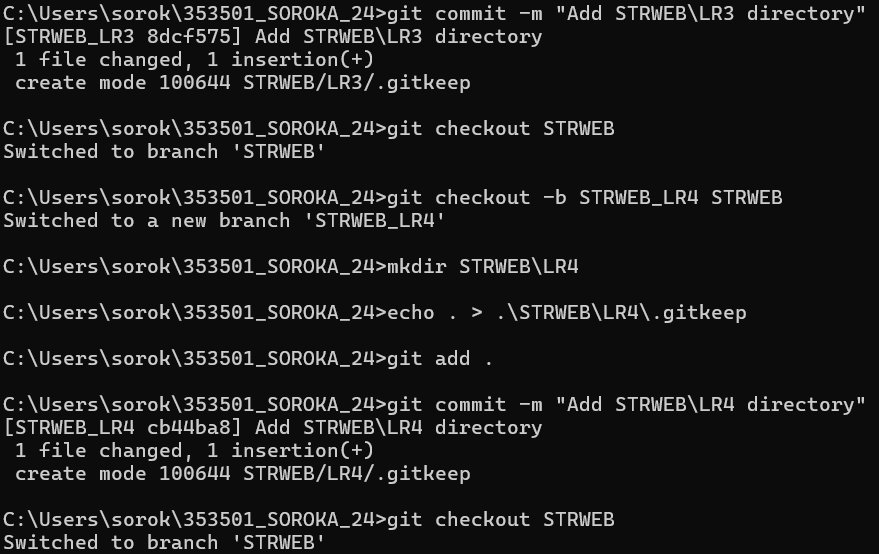 C:\Users\sorok\353501_SOROKA_24>git commit -m "Add STRWEB\LR3 directory"
[STRWEB_LR3 8dcf575] Add STRWEB\LR3 directory
 1 file changed, 1 insertion(+)
 create mode 100644 STRWEB/LR3/.gitkeep
C:\Users\sorok\353501_SOROKA_24>git checkout STRWEB
Switched to branch 'STRWEB'
C:\Users\sorok\353501_SOROKA_24>git checkout -b STRWEB_LR4 STRWEB
Switched to a new branch 'STRWEB_LR4'
C:\Users\sorok\353501_SOROKA_24>mkdir STRWEB\LR4
C:\Users\sorok\353501_SOROKA_24>echo . > .\STRWEB\LR4\.gitkeep
C:\Users\sorok\353501_SOROKA_24>git add .
C:\Users\sorok\353501_SOROKA_24>git commit -m "Add STRWEB\LR4 directory"
[STRWEB_LR4 cb44ba8] Add STRWEB\LR4 directory
 1 file changed, 1 insertion(+)
 create mode 100644 STRWEB/LR4/.gitkeep
C:\Users\sorok\353501_SOROKA_24>git checkout STRWEB
Switched to branch 'STRWEB'